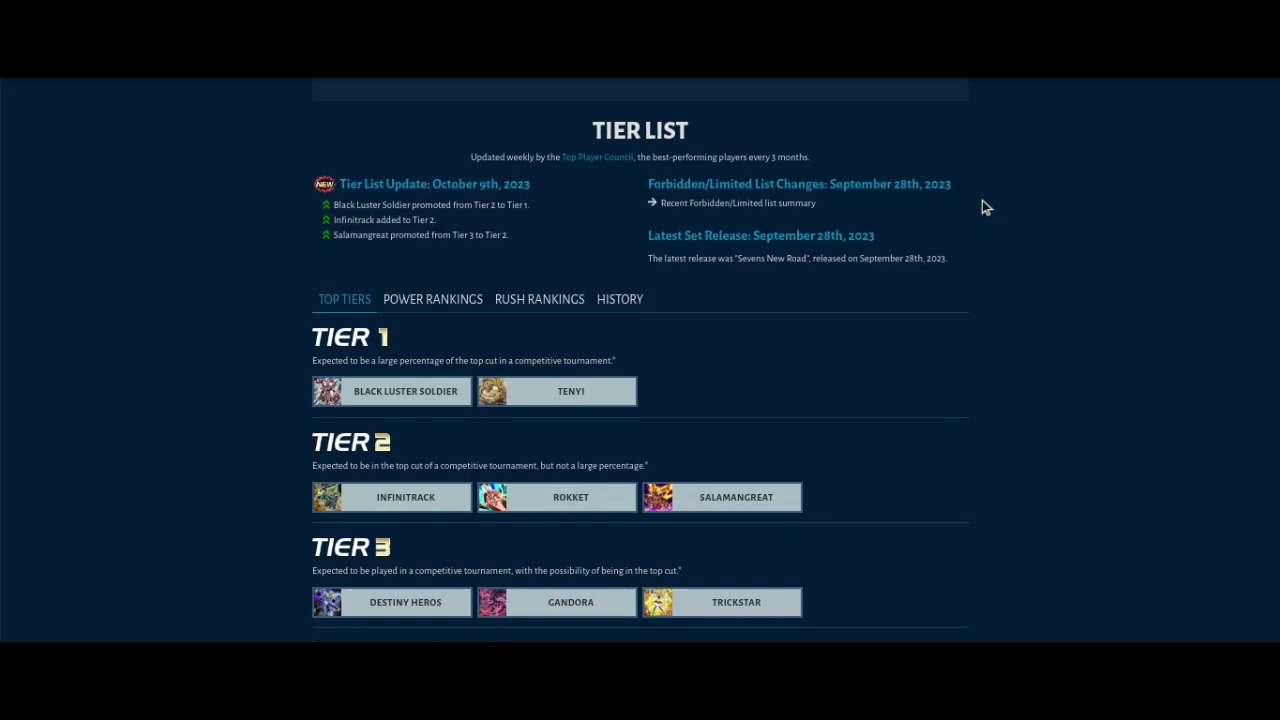 TIER LIST
Updated weekly by the Top Player Council, the best-performing players every 3 months.
NEW Tier List Update: October 9th, 2023
Black Luster Soldier promoted from Tier 2 to Tier 1.
Infinitrack added to Tier 2.
Salamangreat promoted from Tier 3 to Tier 2.
Forbidden/Limited List Changes: September 28th, 2023
Recent Forbidden/Limited list summary
Latest Set Release: September 28th, 2023
The latest release was "Sevens New Road", released on September 28th, 2023.
TOP TIERS POWER RANKINGS RUSH RANKINGS HISTORY
TIER 1
Expected to be a large percentage of the top cut in a competitive tournament."
BLACK LUSTER SOLDIER TENYI
TIER 2
Expected to be in the top cut of a competitive tournament, but not a large percentage."
INFINITRACK ROKKET SALAMANGREAT
TIER 3
Expected to be played in a competitive tournament, with the possibility of being in the top cut."
DESTINY HEROS GANDORA TRICKSTAR